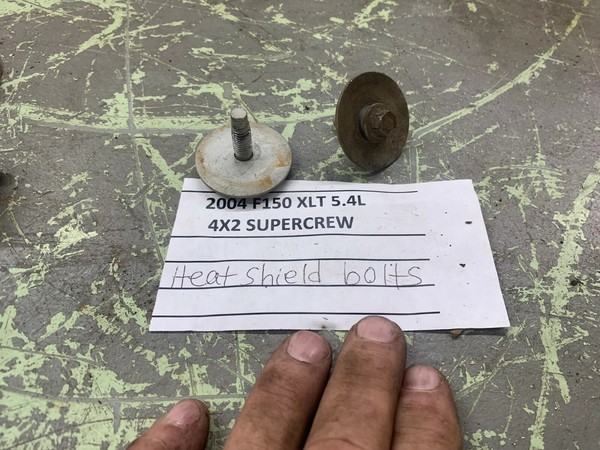 2004 F150 XLT 5.4L
4X2 SUPERCREW
Heat Shield bolts